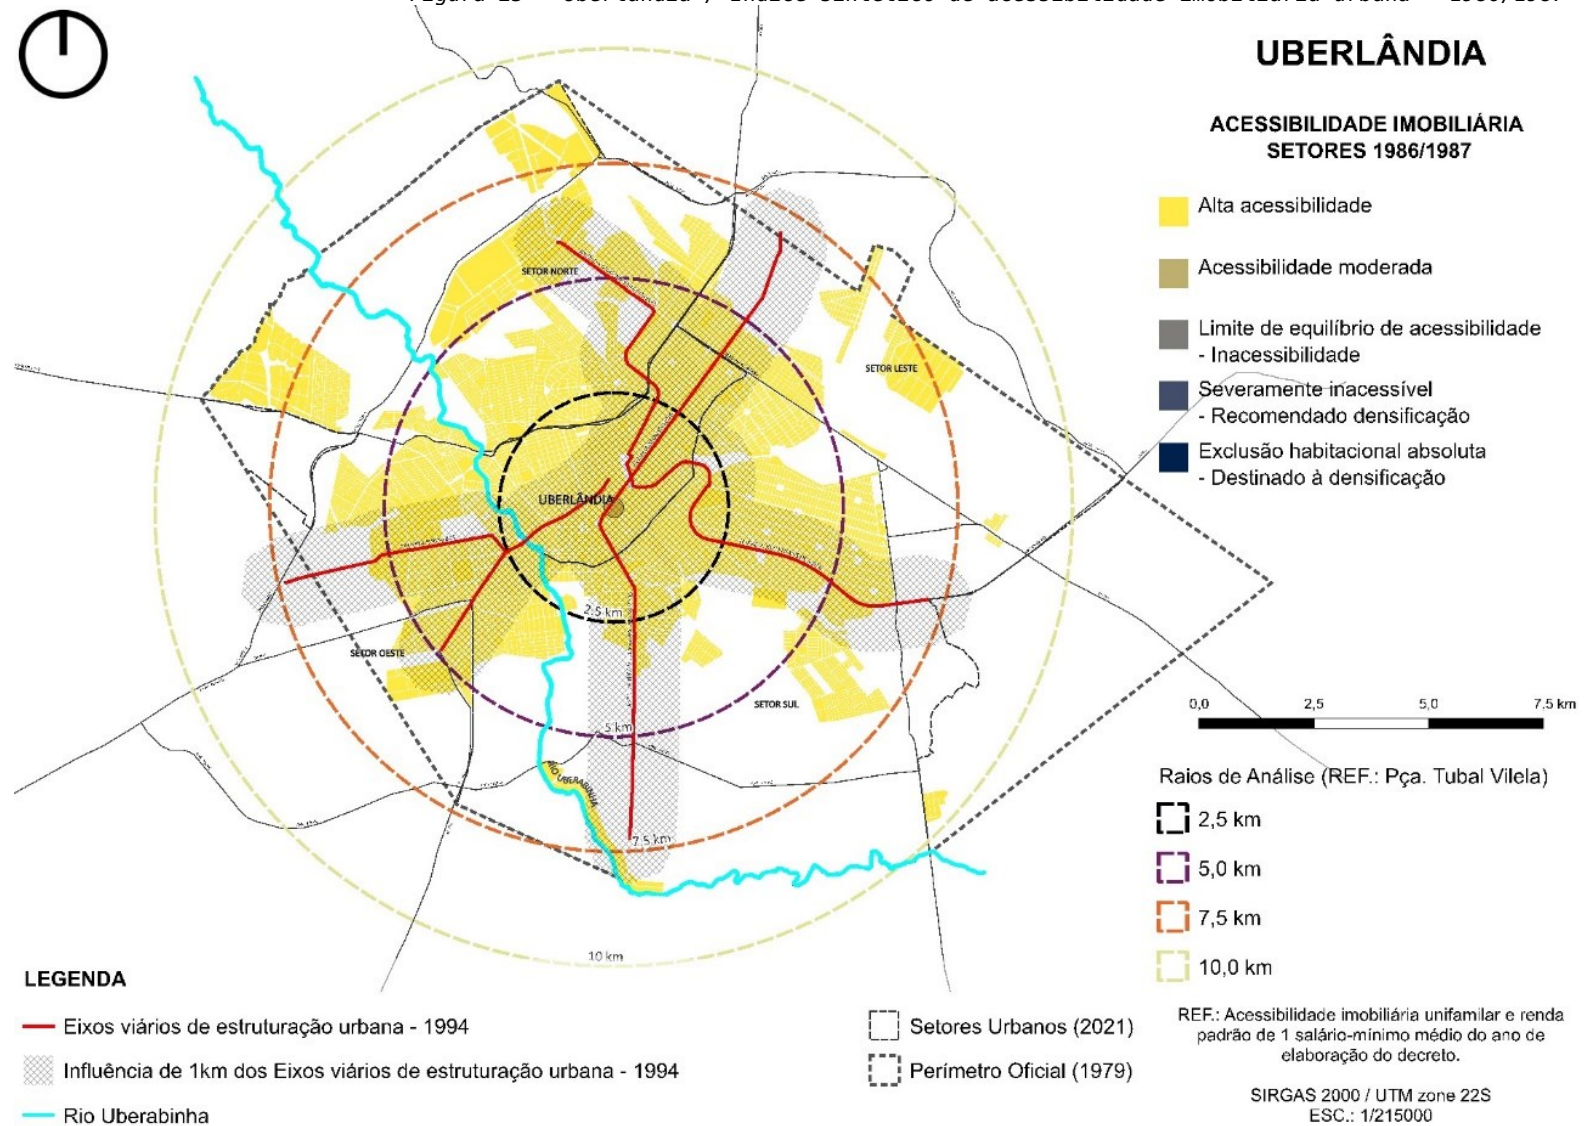 UBERLÂNDIA
ACESSIBILIDADE IMOBILIÁRIA
SETORES 1986/1987
Alta acessibilidade
Acessibilidade moderada
Limite de equilíbrio de acessibilidade
- Inacessibilidade
Severamente inacessível
- Recomendado densificação
Exclusão habitacional absoluta
- Destinado à densificação
SETOR NORTE
SETOR LESTE
UBERLÂNDIA
2.5 km
SETOR OESTE
SETOR SUL
5 km
RIO UBERABINHA
7.5 km
10 km
0,0 2,5 5,0 7.5 km
Raios de Análise (REF.: Pça. Tubal Vilela)
2,5 km
5,0 km
7,5 km
10,0 km
LEGENDA
Eixos viários de estruturação urbana - 1994
Influência de 1km dos Eixos viários de estruturação urbana - 1994
Rio Uberabinha
Setores Urbanos (2021)
Perímetro Oficial (1979)
REF.: Acessibilidade imobiliária unifamilar e renda
padrão de 1 salário-mínimo médio do ano de
elaboração do decreto.
SIRGAS 2000 / UTM zone 22S
ESC.: 1/215000